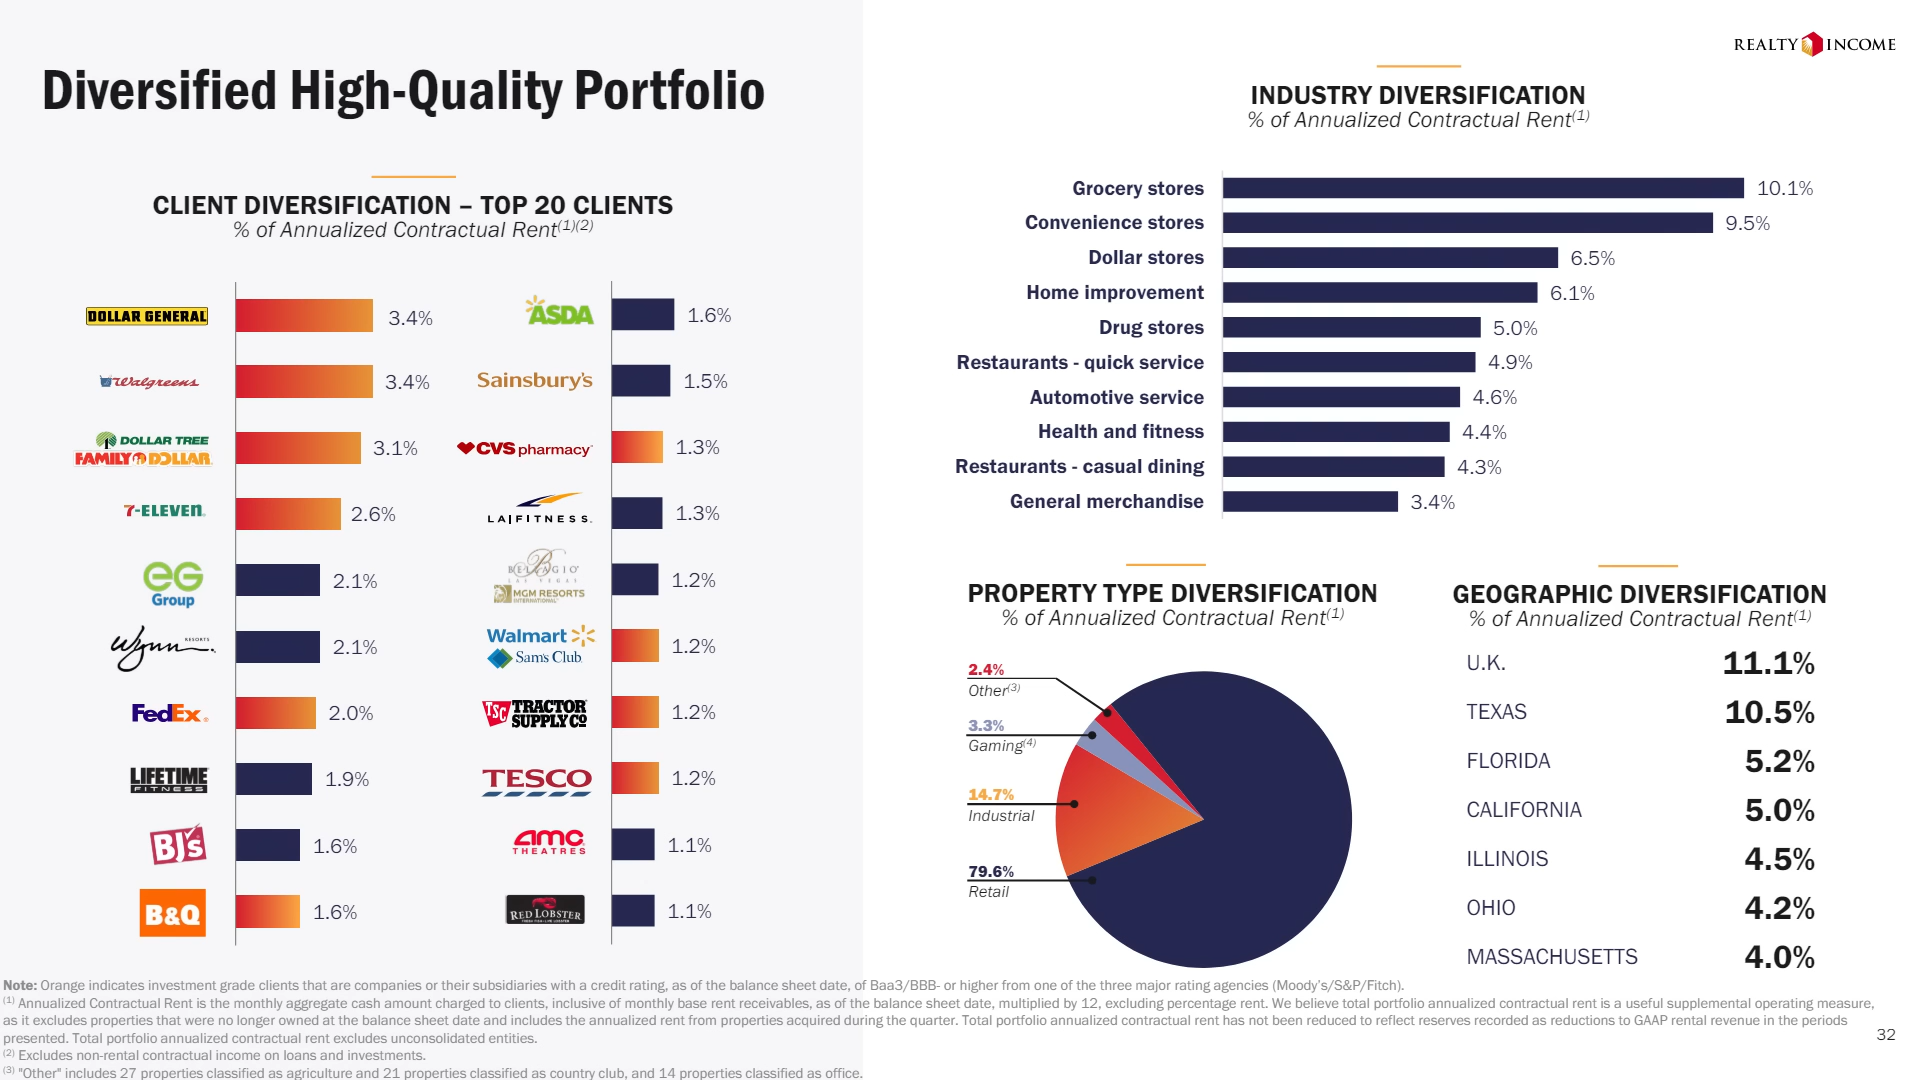 REALTY INCOME
Diversified High-Quality Portfolio
CLIENT DIVERSIFICATION – TOP 20 CLIENTS
% of Annualized Contractual Rent(1)(2)
DOLLAR GENERAL 3.4%
Walgreens 3.4%
DOLLAR TREE
FAMILY DOLLAR 3.1%
7-ELEVEN 2.6%
eG
Group 2.1%
Wynn RESORTS 2.1%
FedEx 2.0%
LIFETIME
FITNESS 1.9%
BJ's 1.6%
B&Q 1.6%
ASDA 1.6%
Sainsbury's 1.5%
CVS pharmacy 1.3%
LA|FITNESS. 1.3%
B
BELLAGIO
LAS VEGAS
MGM RESORTS
INTERNATIONAL 1.2%
Walmart
Sam's Club 1.2%
TSC TRACTOR
SUPPLY CO 1.2%
TESCO 1.2%
amc
THEATRES 1.1%
RED LOBSTER 1.1%
INDUSTRY DIVERSIFICATION
% of Annualized Contractual Rent(1)
Grocery stores 10.1%
Convenience stores 9.5%
Dollar stores 6.5%
Home improvement 6.1%
Drug stores 5.0%
Restaurants - quick service 4.9%
Automotive service 4.6%
Health and fitness 4.4%
Restaurants - casual dining 4.3%
General merchandise 3.4%
PROPERTY TYPE DIVERSIFICATION
% of Annualized Contractual Rent(1)
2.4%
Other(3)
3.3%
Gaming(4)
14.7%
Industrial
79.6%
Retail
GEOGRAPHIC DIVERSIFICATION
% of Annualized Contractual Rent(1)
U.K. 11.1%
TEXAS 10.5%
FLORIDA 5.2%
CALIFORNIA 5.0%
ILLINOIS 4.5%
OHIO 4.2%
MASSACHUSETTS 4.0%
Note: Orange indicates investment grade clients that are companies or their subsidiaries with a credit rating, as of the balance sheet date, of Baa3/BBB- or higher from one of the three major rating agencies (Moody's/S&P/Fitch).
(1) Annualized Contractual Rent is the monthly aggregate cash amount charged to clients, inclusive of monthly base rent receivables, as of the balance sheet date, multiplied by 12, excluding percentage rent. We believe total portfolio annualized contractual rent is a useful supplemental operating measure,
as it excludes properties that were no longer owned at the balance sheet date and includes the annualized rent from properties acquired during the quarter. Total portfolio annualized contractual rent has not been reduced to reflect reserves recorded as reductions to GAAP rental revenue in the periods
presented. Total portfolio annualized contractual rent excludes unconsolidated entities.
(2) Excludes non-rental contractual income on loans and investments.
(3) "Other" includes 27 properties classified as agriculture and 21 properties classified as country club, and 14 properties classified as office.
32